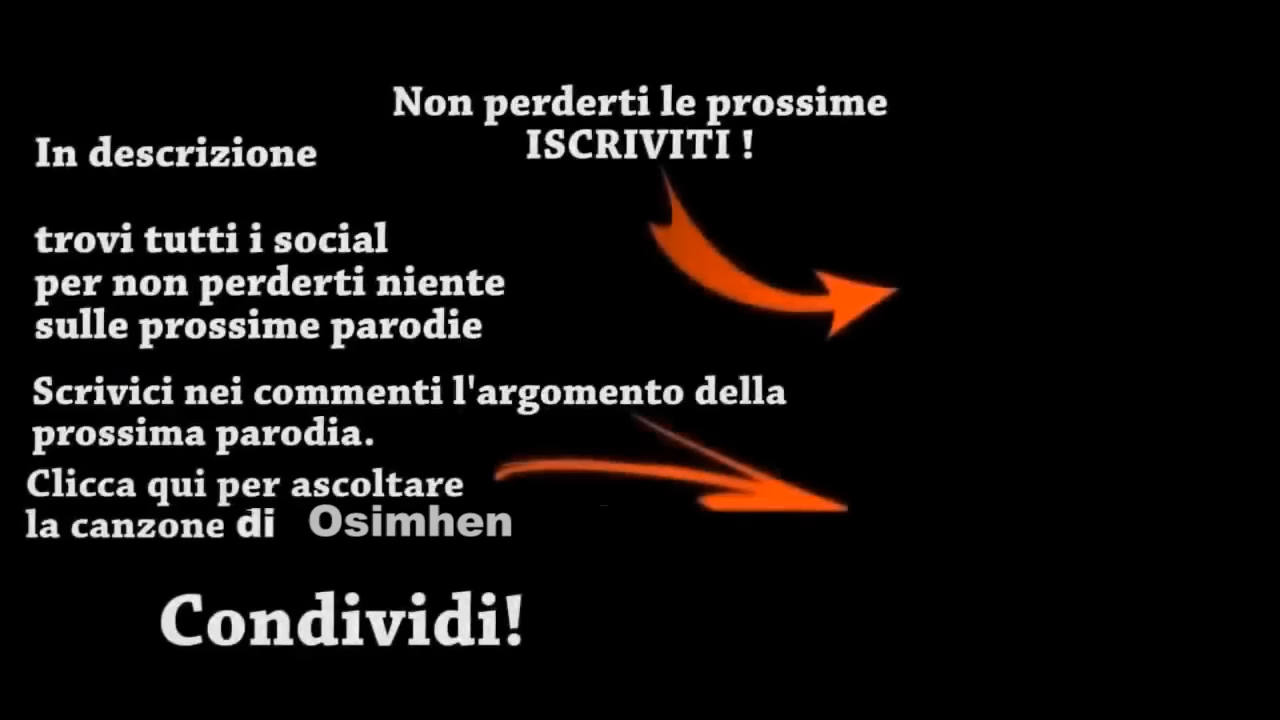 Non perderti le prossime
ISCRIVITI !
In descrizione
trovi tutti i social
per non perderti niente
sulle prossime parodie
Scrivici nei commenti l'argomento della
prossima parodia.
Clicca qui per ascoltare
la canzone di Osimhen
Condividi!